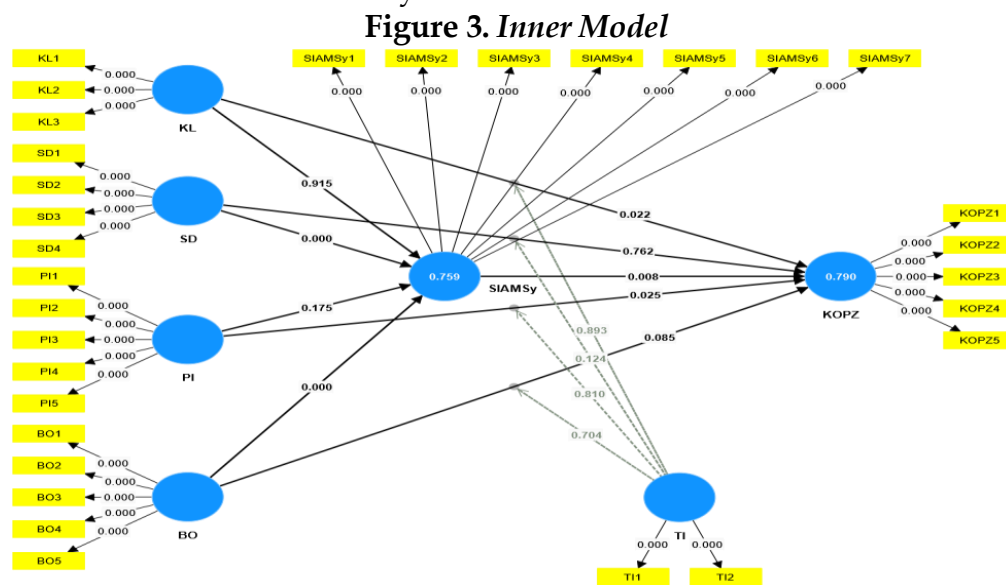 Figure 3. Inner Model
KL1
KL2
KL3
0.000
0.000
0.000
KL
SIAMSy1
SIAMSy2
SIAMSy3
SIAMSy4
SIAMSy5
SIAMSy6
SIAMSy7
0.000
0.000
0.000
0.000
0.000
0.000
0.000
SD1
SD2
SD3
SD4
0.000
0.000
0.000
0.000
SD
0.915
0.000
0.175
0.000
0.759
SIAMSy
0.022
0.762
0.008
0.025
0.085
0.790
KOPZ
KOPZ1
KOPZ2
KOPZ3
KOPZ4
KOPZ5
0.000
0.000
0.000
0.000
0.000
PI1
PI2
PI3
PI4
PI5
0.000
0.000
0.000
0.000
0.000
PI
0.893
0.124
0.810
0.704
BO1
BO2
BO3
BO4
BO5
0.000
0.000
0.000
0.000
0.000
BO
TI
0.000
0.000
TI1
TI2